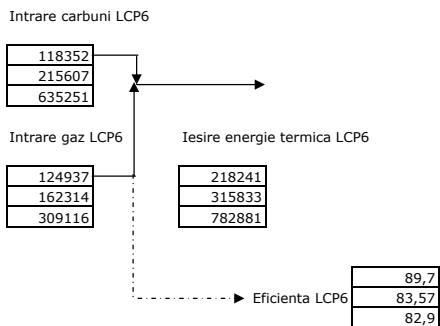 Intrare carbuni LCP6
118352
215607
635251
Intrare gaz LCP6 Iesire energie termica LCP6
124937 218241
162314 315833
309116 782881
89,7
Eficienta LCP6 83,57
82,9